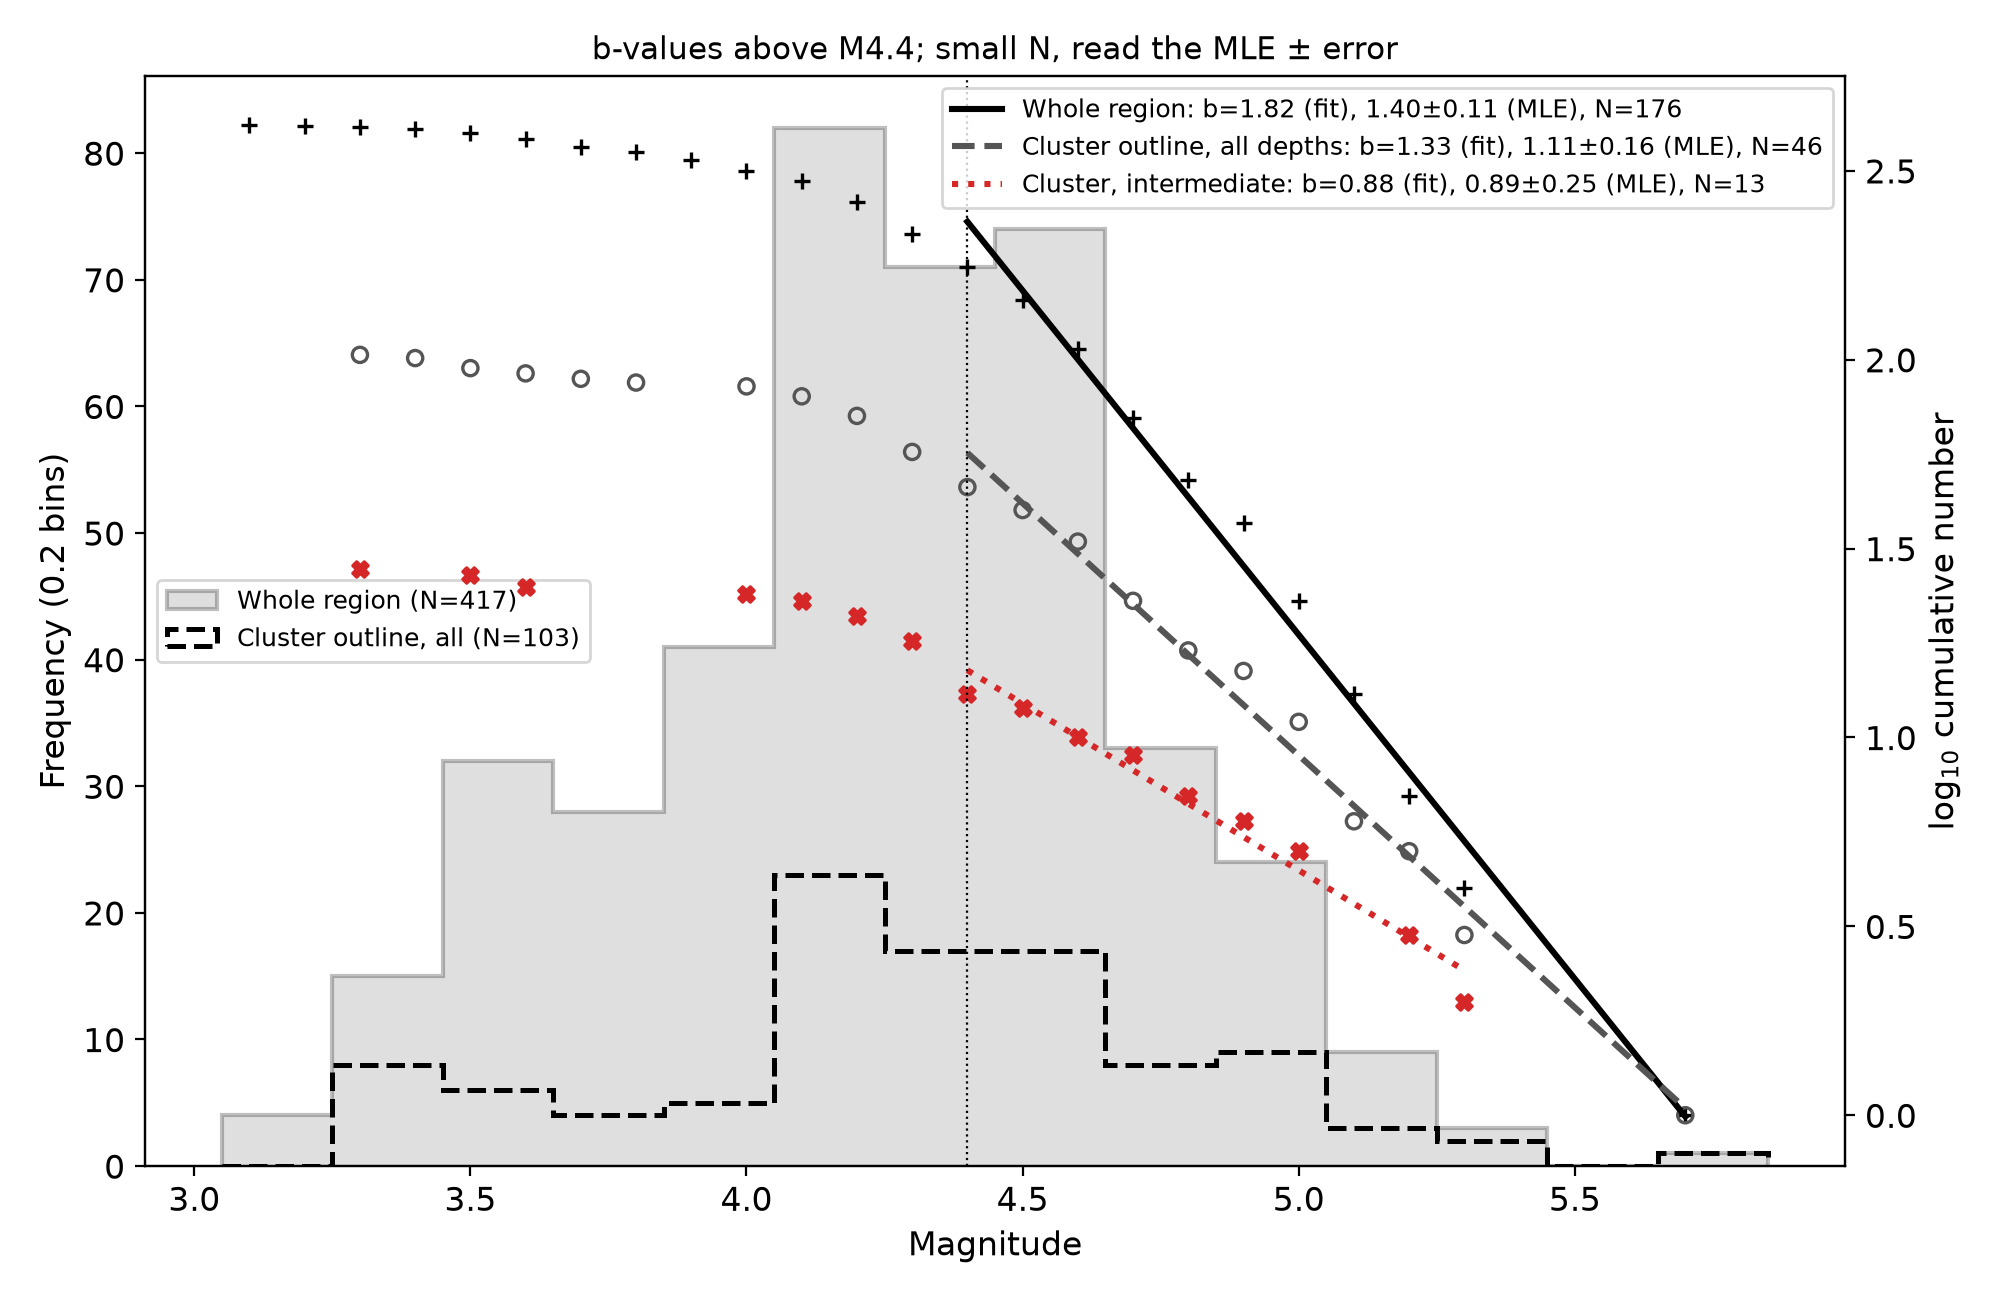 b-values above M4.4; small N, read the MLE ± error
Whole region: b=1.82 (fit), 1.40±0.11 (MLE), N=176
Cluster outline, all depths: b=1.33 (fit), 1.11±0.16 (MLE), N=46
Cluster, intermediate: b=0.88 (fit), 0.89±0.25 (MLE), N=13
Whole region (N=417)
Cluster outline, all (N=103)
Frequency (0.2 bins)
80
70
60
50
40
30
20
10
0
2.5
2.0
1.5
1.0
0.5
0.0
log₁₀ cumulative number
3.0 3.5 4.0 4.5 5.0 5.5
Magnitude